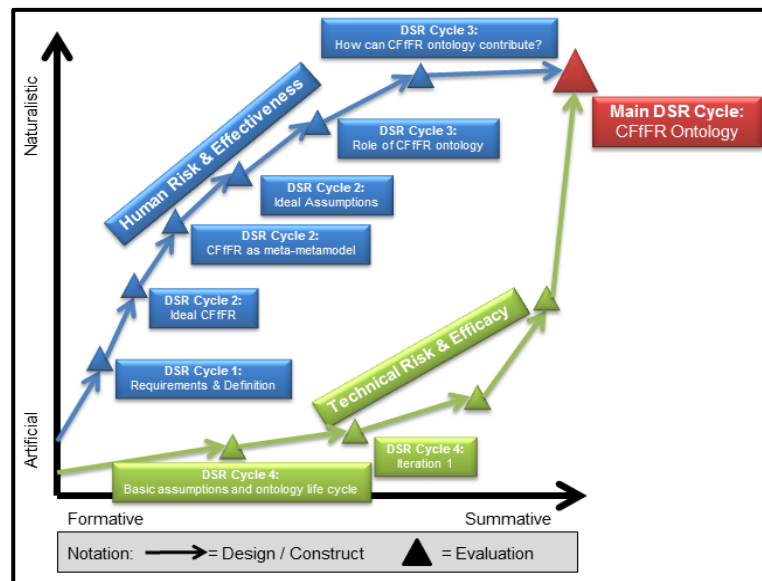 DSR Cycle 3:
How can CFfFR ontology contribute?
Naturalistic
Human Risk & Effectiveness
Main DSR Cycle:
CFfFR Ontology
DSR Cycle 3:
Role of CFfFR ontology
DSR Cycle 2:
Ideal Assumptions
DSR Cycle 2:
CFfFR as meta-metamodel
DSR Cycle 2:
Ideal CFfFR
Technical Risk & Efficacy
DSR Cycle 1:
Requirements & Definition
Artificial
DSR Cycle 4:
Iteration 1
DSR Cycle 4:
Basic assumptions and ontology life cycle
Formative
Summative
Notation: = Design / Construct = Evaluation